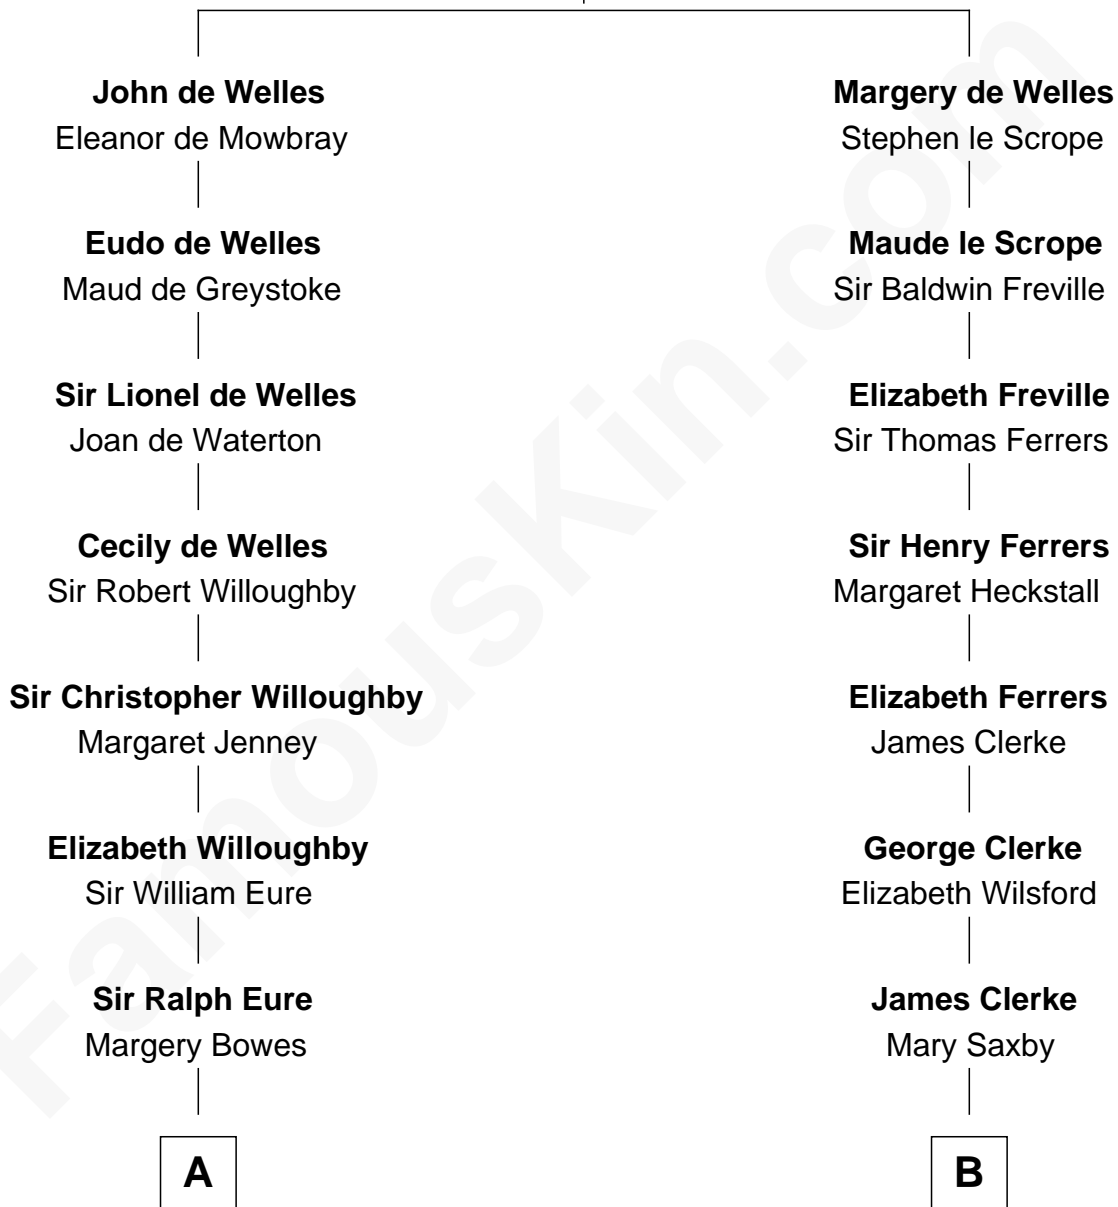 John de Welles
Eleanor de Mowbray
Eudo de Welles
Maud de Greystoke
Sir Lionel de Welles
Joan de Waterton
Cecily de Welles
Sir Robert Willoughby
Sir Christopher Willoughby
Margaret Jenney
Elizabeth Willoughby
Sir William Eure
Sir Ralph Eure
Margery Bowes
A
Margery de Welles
Stephen le Scrope
Maude le Scrope
Sir Baldwin Freville
Elizabeth Freville
Sir Thomas Ferrers
Sir Henry Ferrers
Margaret Heckstall
Elizabeth Ferrers
James Clerke
George Clerke
Elizabeth Wilsford
James Clerke
Mary Saxby
B
FamousKin.com